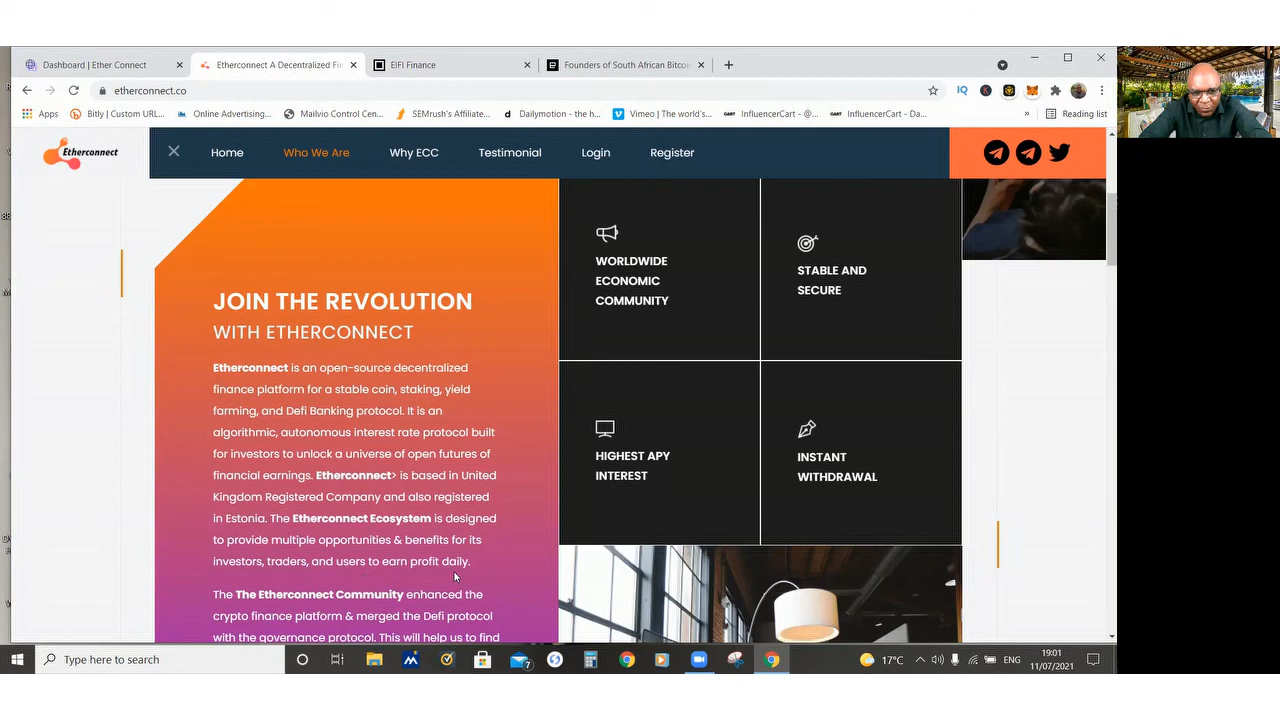 Dashboard | Ether Connect
Etherconnect A Decentralized Fin
EIFI Finance
Founders of South African Bitcoi
etherconnect.co
Apps
Bitly | Custom URL...
Online Advertising...
Mailvio Control Cen...
SEMrush's Affiliate...
Dailymotion - the h...
Vimeo | The world's...
InfluencerCart - @...
InfluencerCart - Da...
»
Reading list
Etherconnect
Home
Who We Are
Why ECC
Testimonial
Login
Register
JOIN THE REVOLUTION
WITH ETHERCONNECT
Etherconnect is an open-source decentralized
finance platform for a stable coin, staking, yield
farming, and Defi Banking protocol. It is an
algorithmic, autonomous interest rate protocol built
for investors to unlock a universe of open futures of
financial earnings. Etherconnect> is based in United
Kingdom Registered Company and also registered
in Estonia. The Etherconnect Ecosystem is designed
to provide multiple opportunities & benefits for its
investors, traders, and users to earn profit daily.
The The Etherconnect Community enhanced the
crypto finance platform & merged the Defi protocol
with the governance protocol. This will help us to find
WORLDWIDE
ECONOMIC
COMMUNITY
STABLE AND
SECURE
HIGHEST APY
INTEREST
INSTANT
WITHDRAWAL
Type here to search
7
17°C
ENG
19:01
11/07/2021